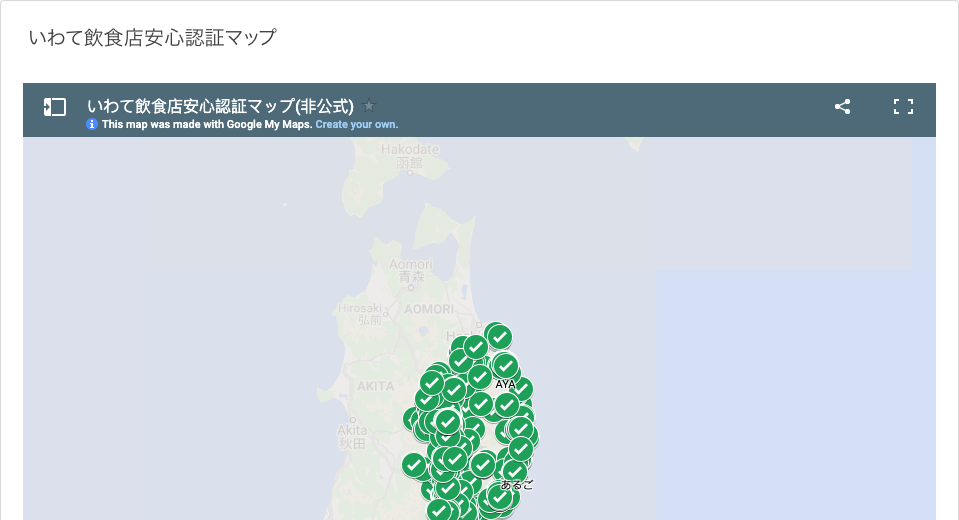 いわて飲食店安心認証マップ
いわて飲食店安心認証マップ(非公式)
This map was made with Google My Maps. Create your own.
Hakodate
函館
Aomori
青森
Hirosaki
弘前
AOMORI
AKITA
AYA
Akita
秋田
あるご